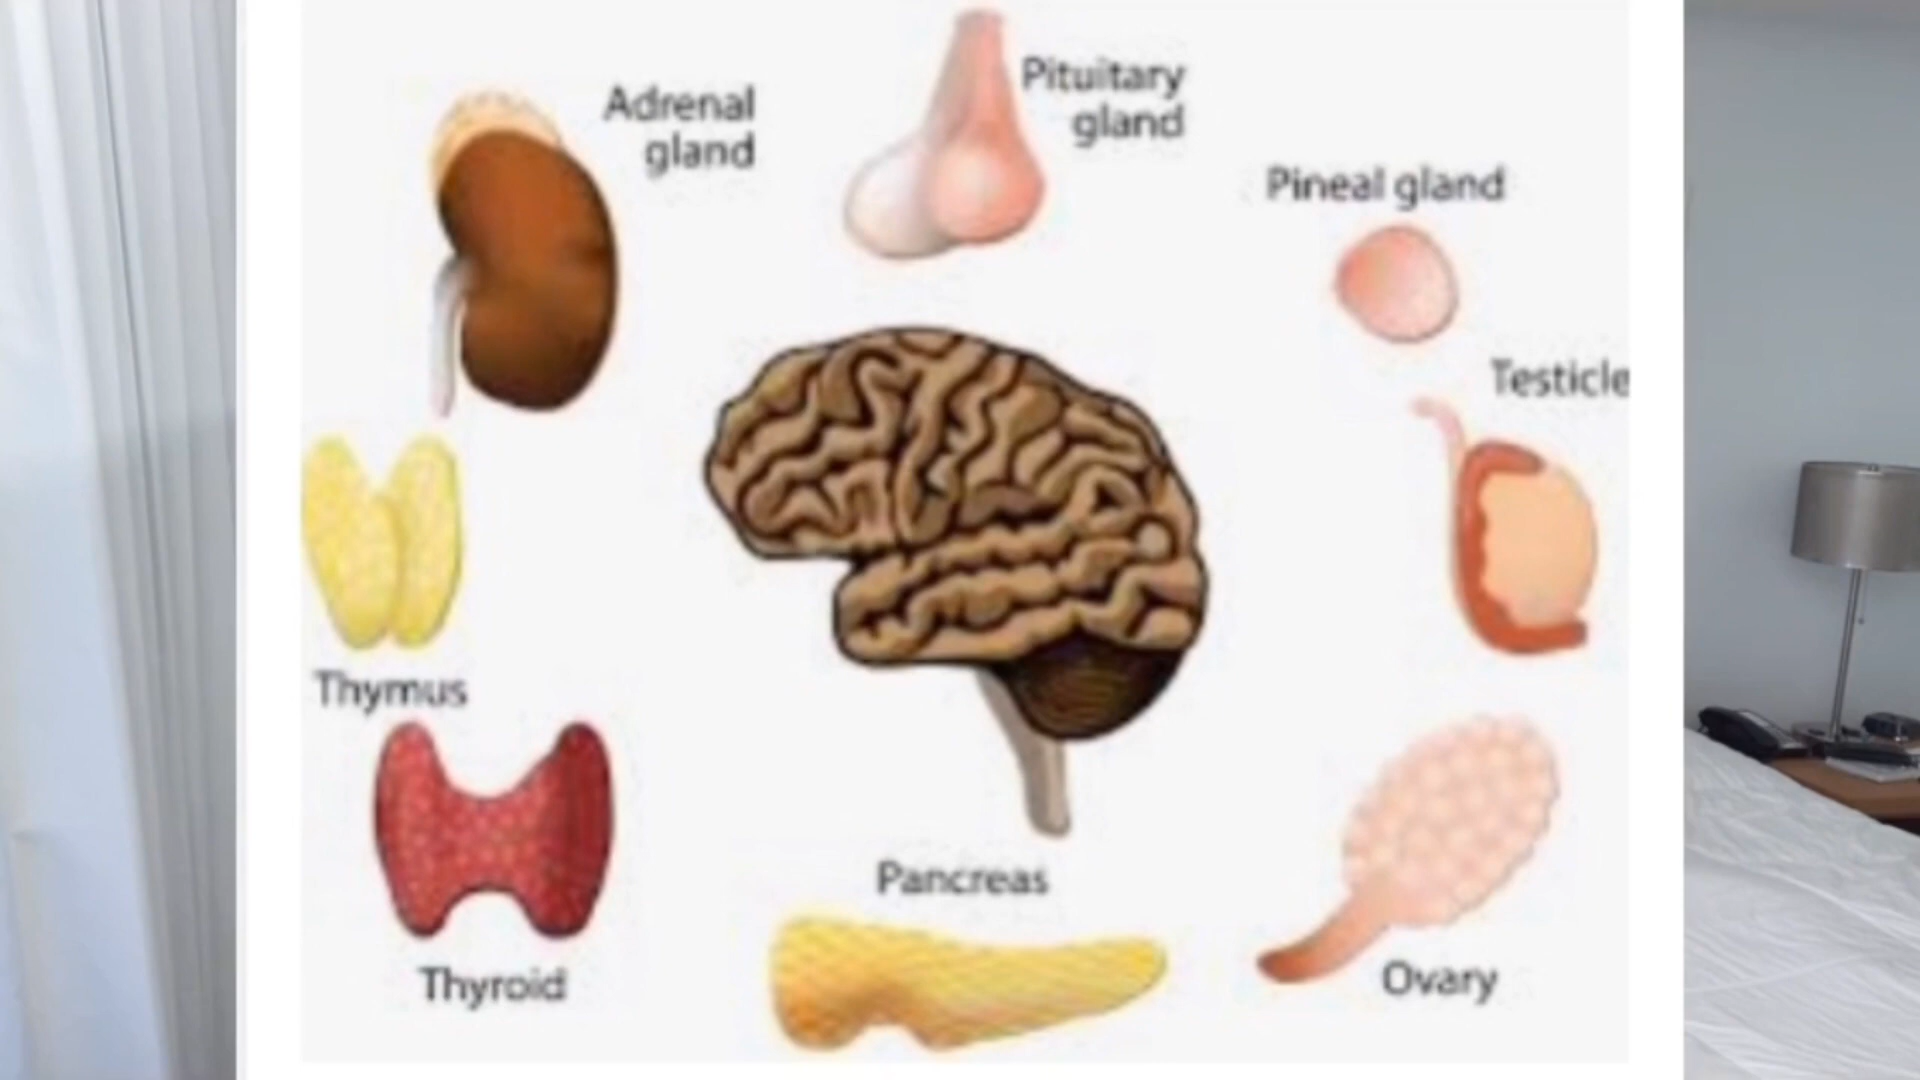 Adrenal
gland
Pituitary
gland
Pineal gland
Testicle
Thymus
Pancreas
Thyroid
Ovary